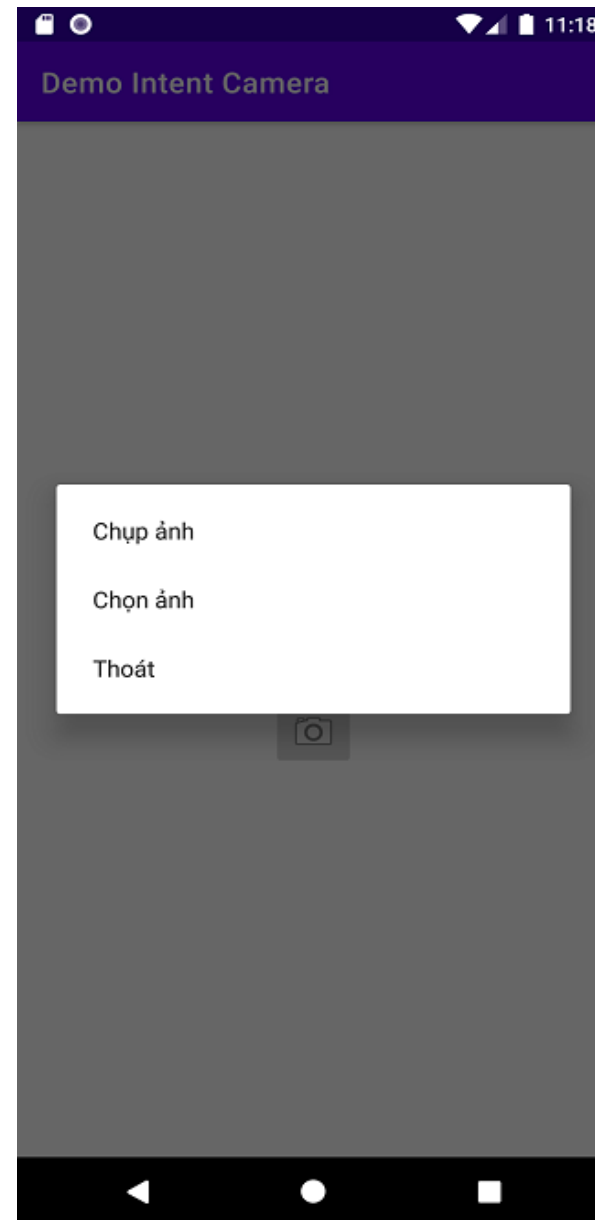 11:18
Demo Intent Camera
Chụp ảnh
Chọn ảnh
Thoát